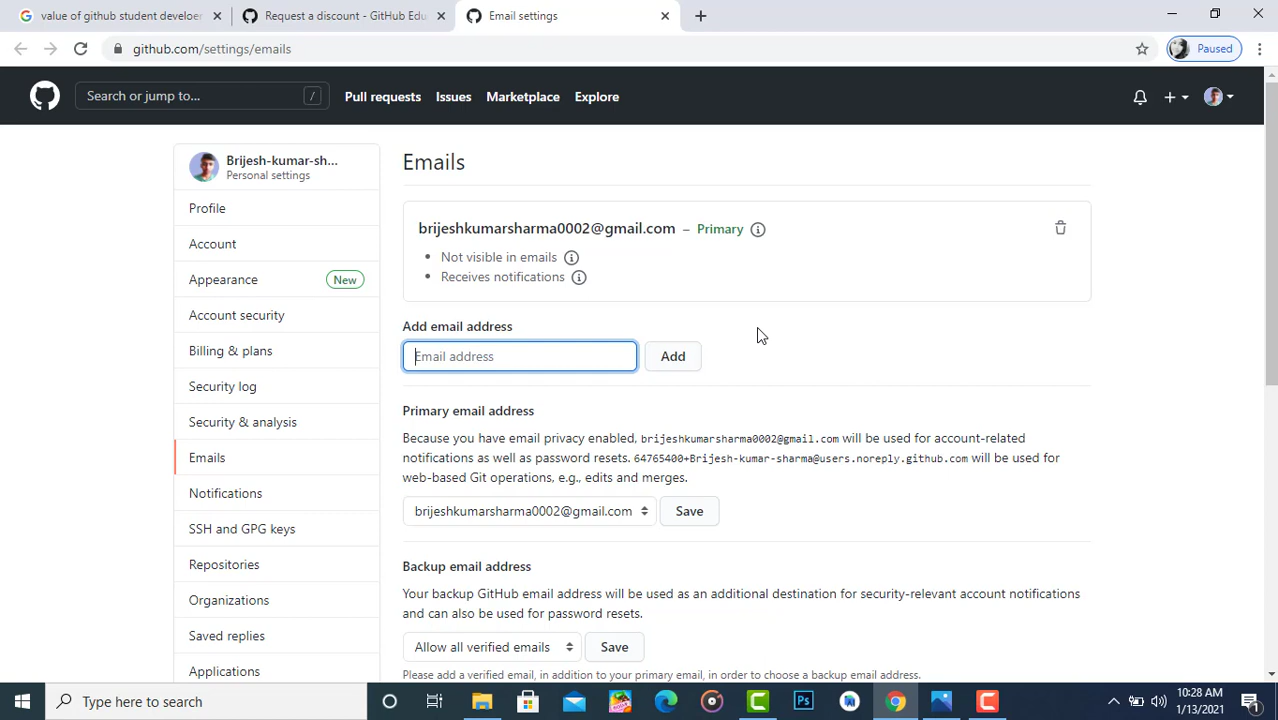 value of github student develoer
Request a discount - GitHub Edu
Email settings
github.com/settings/emails
Paused
Search or jump to...
/
Pull requests
Issues
Marketplace
Explore
Brijesh-kumar-sh...
Personal settings
Profile
Account
Appearance
New
Account security
Billing & plans
Security log
Security & analysis
Emails
Notifications
SSH and GPG keys
Repositories
Organizations
Saved replies
Applications
Emails
brijeshkumarsharma0002@gmail.com – Primary
• Not visible in emails
• Receives notifications
Add email address
Email address
Add
Primary email address
Because you have email privacy enabled, brijeshkumarsharma0002@gmail.com will be used for account-related
notifications as well as password resets. 64765400+Brijesh-kumar-sharma@users.noreply.github.com will be used for
web-based Git operations, e.g., edits and merges.
brijeshkumarsharma0002@gmail.com
Save
Backup email address
Your backup GitHub email address will be used as an additional destination for security-relevant account notifications
and can also be used for password resets.
Allow all verified emails
Save
Please add a verified email, in addition to your primary email, in order to choose a backup email address.
Type here to search
Ps
10:28 AM
1/13/2021
1